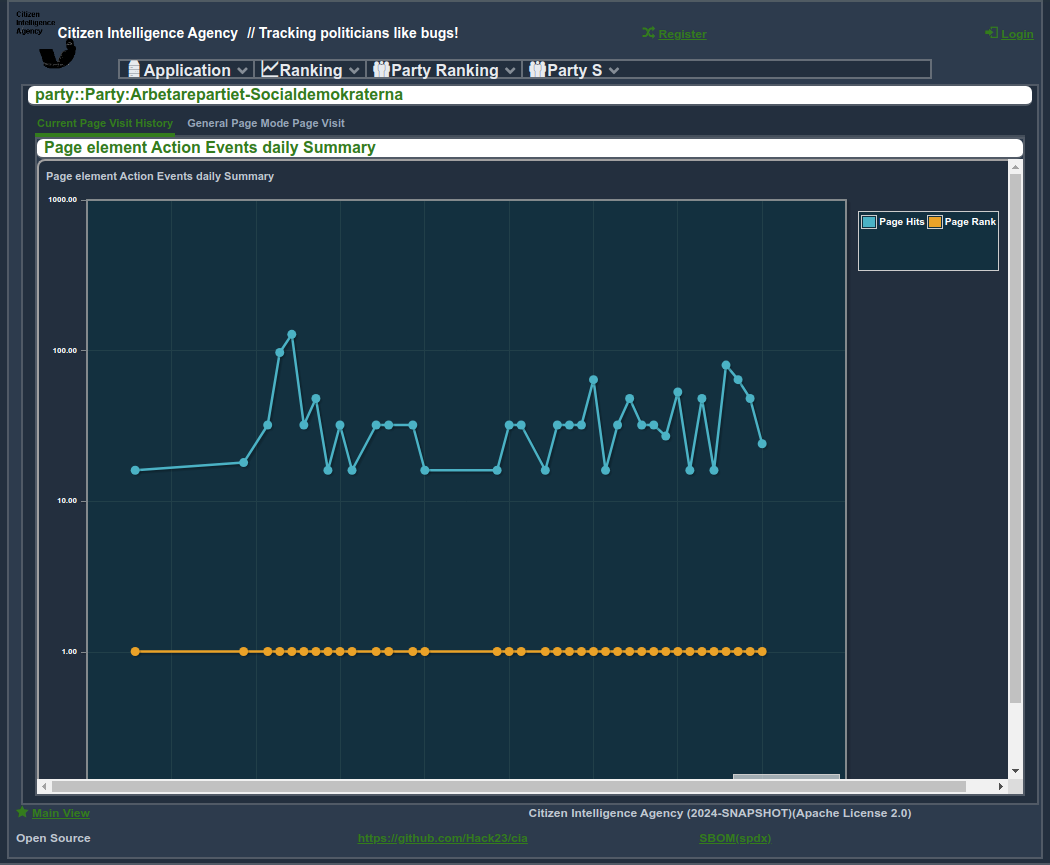 Citizen
Intelligence
Agency
Citizen Intelligence Agency // Tracking politicians like bugs!
Register
Login
Application
Ranking
Party Ranking
Party S
party::Party:Arbetarepartiet-Socialdemokraterna
Current Page Visit History
General Page Mode Page Visit
Page element Action Events daily Summary
Page element Action Events daily Summary
1000.00
Page Hits
Page Rank
100.00
10.00
1.00
Main View
Citizen Intelligence Agency (2024-SNAPSHOT)(Apache License 2.0)
Open Source
https://github.com/Hack23/cia
SBOM(spdx)